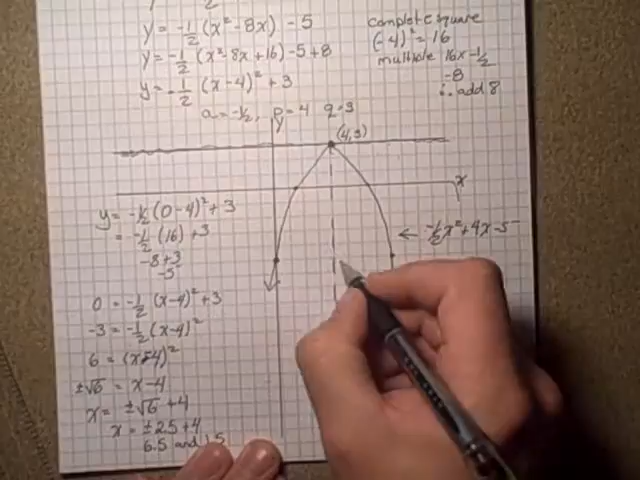 y = -1/2 (x² - 8x) - 5
y = -1/2 (x² - 8x + 16) - 5 + 8
y = -1/2 (x - 4)² + 3
a = -1/2, p = 4 q = 3
complete square
(-4)² = 16
multiple 16 x -1/2
-8
∴ add 8
y
(4,3)
x
← -1/2x² + 4x - 5
y = -1/2 (0 - 4)² + 3
= -1/2 (16) + 3
-8 + 3
-5
0 = -1/2 (x - 4)² + 3
-3 = -1/2 (x - 4)²
6 = (x - 4)²
±√6 = x - 4
x = ±√6 + 4
x = ±2.5 + 4
6.5 and 1.5